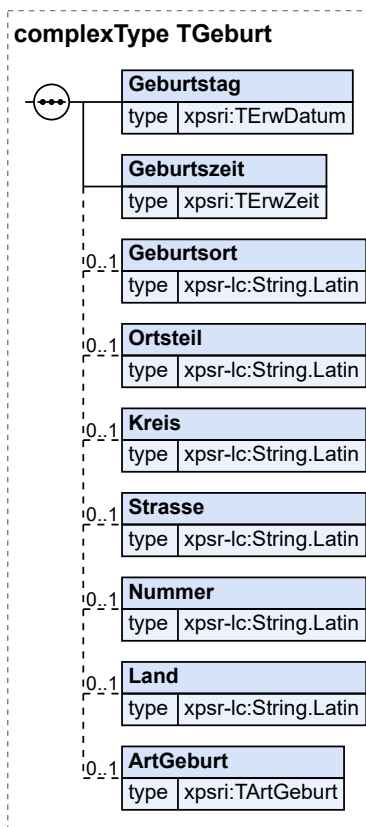 complexType TGeburt
Geburtstag
type xpsri:TErwDatum
Geburtszeit
type xpsri:TErwZeit
0..1 Geburtsort
type xpsr-lc:String.Latin
0..1 Ortsteil
type xpsr-lc:String.Latin
0..1 Kreis
type xpsr-lc:String.Latin
0..1 Strasse
type xpsr-lc:String.Latin
0..1 Nummer
type xpsr-lc:String.Latin
0..1 Land
type xpsr-lc:String.Latin
0..1 ArtGeburt
type xpsri:TArtGeburt